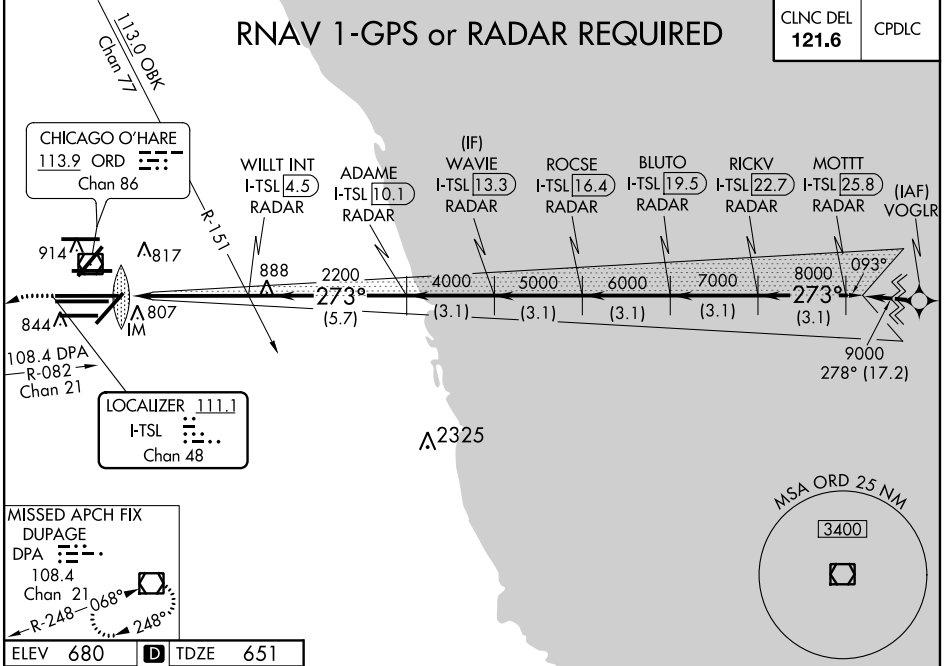 RNAV 1-GPS or RADAR REQUIRED
CLNC DEL
121.6
CPDLC
113.0 OBK
Chan 77
CHICAGO O'HARE
113.9 ORD
Chan 86
R-151
WILLT INT
I-TSL 4.5
RADAR
ADAME
I-TSL 10.1
RADAR
(IF)
WAVIE
I-TSL 13.3
RADAR
ROCSE
I-TSL 16.4
RADAR
BLUTO
I-TSL 19.5
RADAR
RICKV
I-TSL 22.7
RADAR
MOTTT
I-TSL 25.8
RADAR
(IAF)
VOGLR
914
817
888
2200
4000
5000
6000
7000
8000
093°
273°
273°
(5.7)
(3.1)
(3.1)
(3.1)
(3.1)
(3.1)
844
807
IM
9000
278° (17.2)
108.4 DPA
R-082
Chan 21
LOCALIZER 111.1
I-TSL
Chan 48
2325
MSA ORD 25 NM
3400
MISSED APCH FIX
DUPAGE
DPA
108.4
Chan 21
R-248
068°
248°
ELEV 680
D
TDZE 651